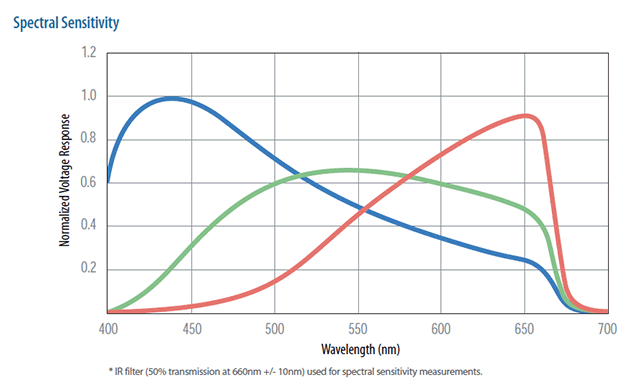 Spectral Sensitivity
1.2
1.0
0.8
0.6
0.4
0.2
Normalized Voltage Response
400 450 500 550 600 650 700
Wavelength (nm)
* IR filter (50% transmission at 660nm +/- 10nm) used for spectral sensitivity measurements.